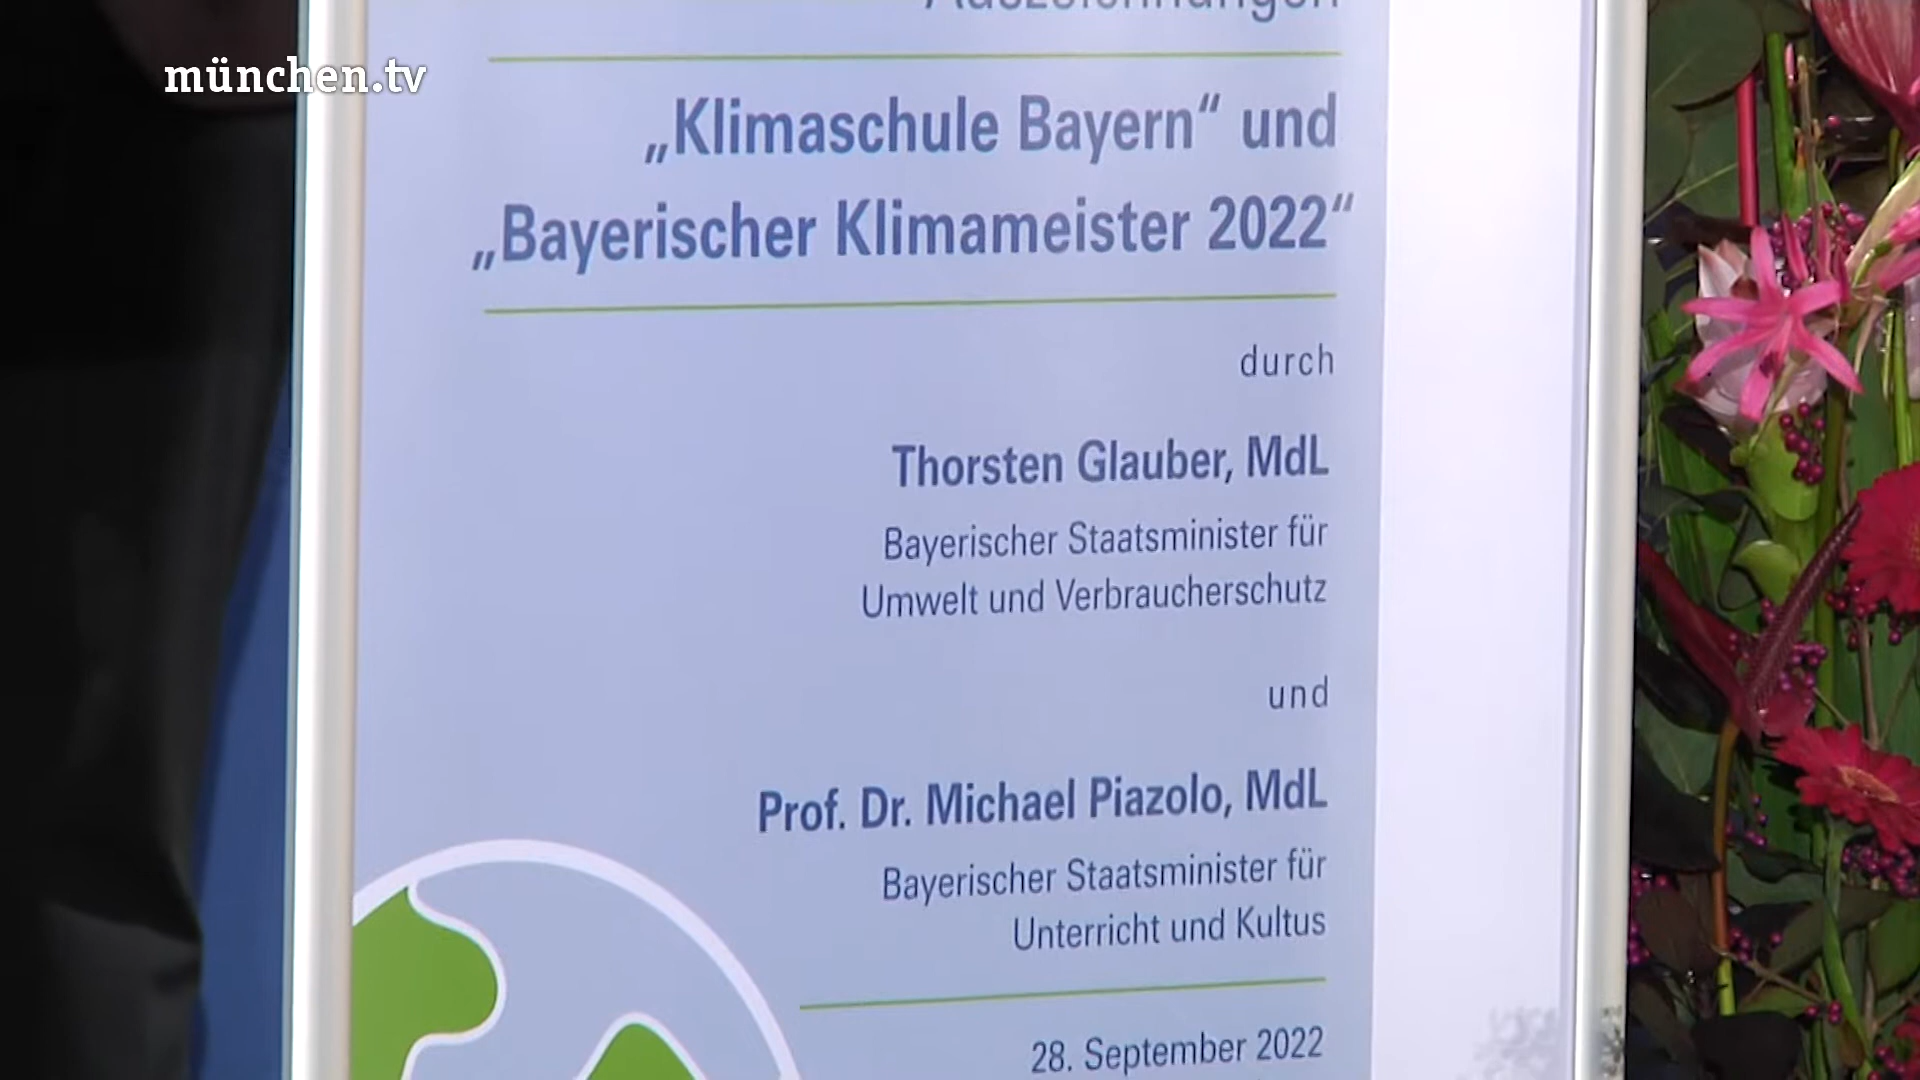 münchen.tv
Auszeichnungen
„Klimaschule Bayern“ und
„Bayerischer Klimameister 2022“
durch
Thorsten Glauber, MdL
Bayerischer Staatsminister für
Umwelt und Verbraucherschutz
und
Prof. Dr. Michael Piazolo, MdL
Bayerischer Staatsminister für
Unterricht und Kultus
28. September 2022